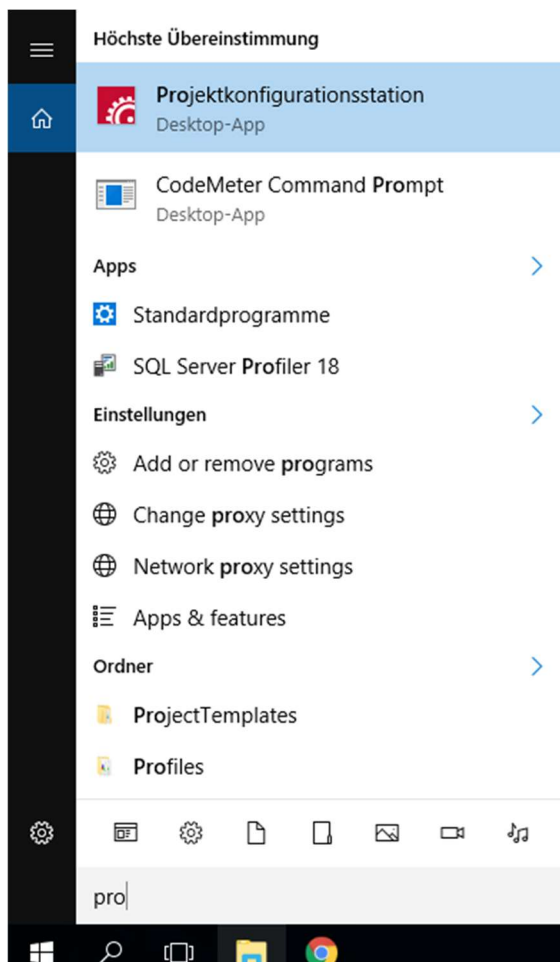 Höchste Übereinstimmung
Projektkonfigurationsstation
Desktop-App
CodeMeter Command Prompt
Desktop-App
Apps
Standardprogramme
SQL Server Profiler 18
Einstellungen
Add or remove programs
Change proxy settings
Network proxy settings
Apps & features
Ordner
ProjectTemplates
Profiles
pro